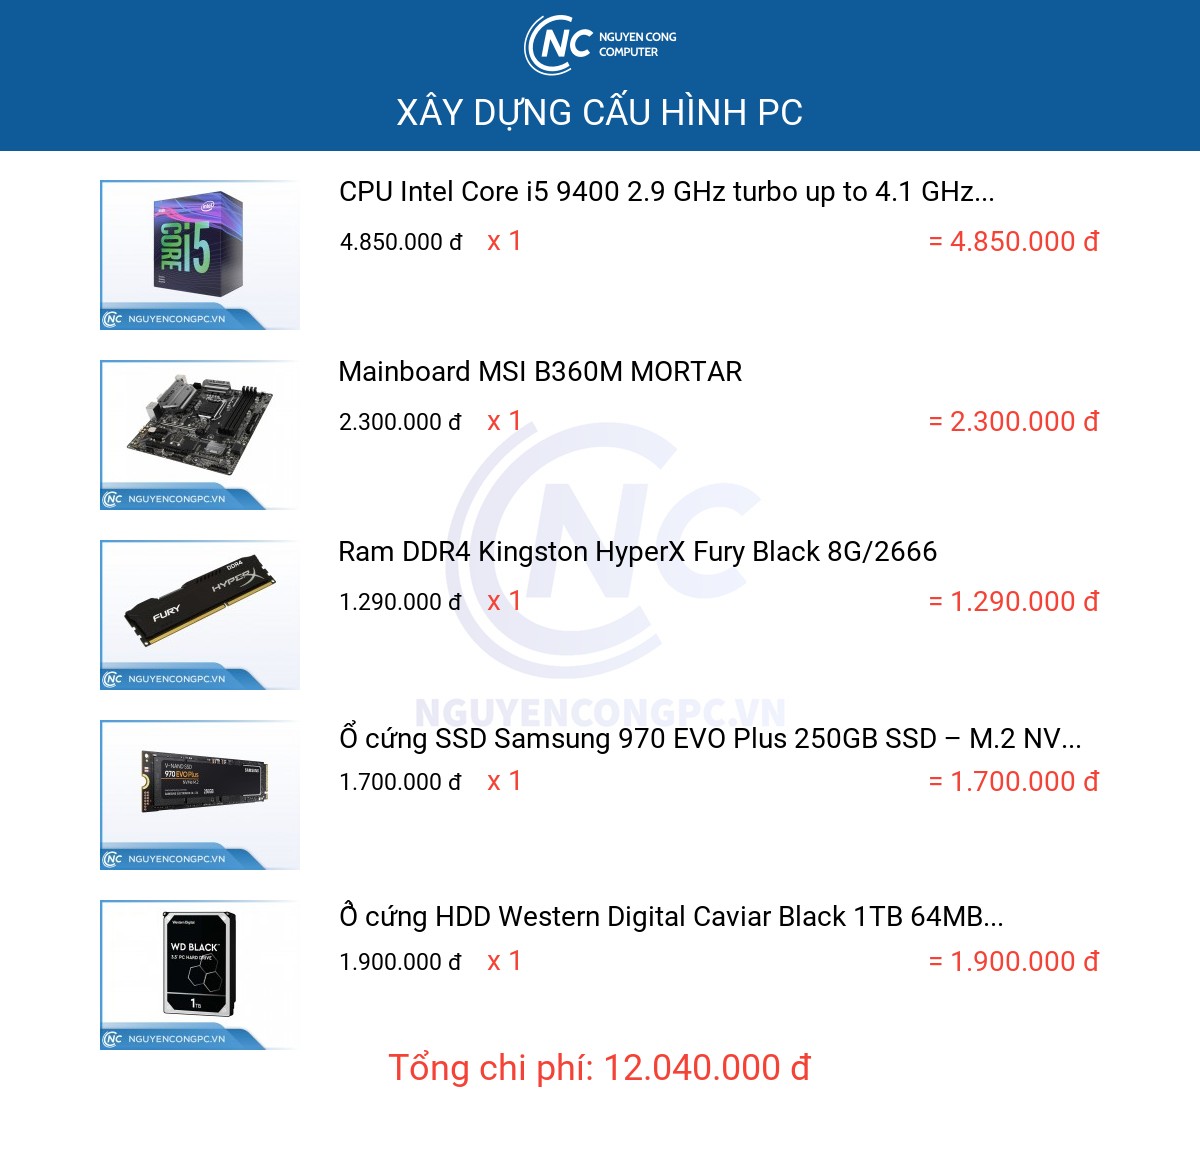 NC NGUYEN CONG
COMPUTER
XÂY DỰNG CẤU HÌNH PC
CPU Intel Core i5 9400 2.9 GHz turbo up to 4.1 GHz...
4.850.000 đ x 1 = 4.850.000 đ
intel
CORE i5
NC NGUYENCONGPC.VN
Mainboard MSI B360M MORTAR
2.300.000 đ x 1 = 2.300.000 đ
NC NGUYENCONGPC.VN
NC
Ram DDR4 Kingston HyperX Fury Black 8G/2666
1.290.000 đ x 1 = 1.290.000 đ
DDR4
HYPERX
FURY
NC NGUYENCONGPC.VN
NGUYENCONGPC.VN
Ổ cứng SSD Samsung 970 EVO Plus 250GB SSD – M.2 NV...
1.700.000 đ x 1 = 1.700.000 đ
V-NAND SSD
970 EVO Plus
NVMe M.2
SAMSUNG
250GB
NC NGUYENCONGPC.VN
Ổ cứng HDD Western Digital Caviar Black 1TB 64MB...
1.900.000 đ x 1 = 1.900.000 đ
Western Digital
WD BLACK
3.5" PC HARD DRIVE
1TB
NC NGUYENCONGPC.VN
Tổng chi phí: 12.040.000 đ